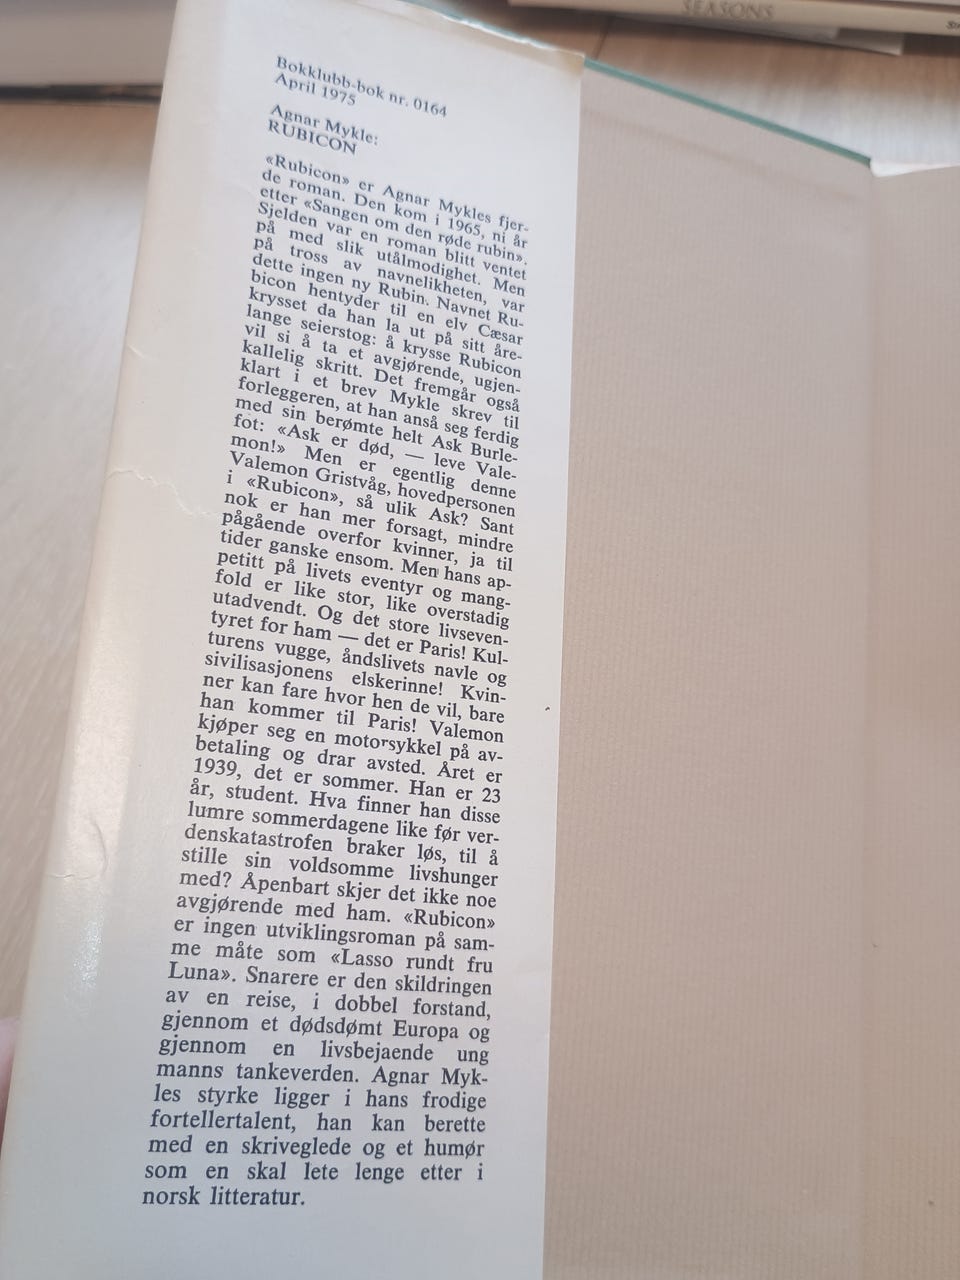 SEASONS
Bokklubb-bok nr. 0164
April 1975
Agnar Mykle:
RUBICON
«Rubicon» er Agnar Mykles fjer-
de roman. Den kom i 1965, ni år
etter «Sangen om den røde rubin».
Sjelden var en roman blitt ventet
på med slik utålmodighet. Men
på tross av navnelikheten, var
dette ingen ny Rubin. Navnet Ru-
bicon hentyder til en elv Cæsar
krysset da han la ut på sitt åre-
lange seierstog: å krysse Rubicon
vil si å ta et avgjørende, ugjen-
kallelig skritt. Det fremgår også
klart i et brev Mykle skrev til
forleggeren, at han anså seg ferdig
med sin berømte helt Ask Burle-
fot: «Ask er død, — leve Vale-
mon!» Men er egentlig denne
Valemon Gristvåg, hovedpersonen
i «Rubicon», så ulik Ask? Sant
nok er han mer forsagt, mindre
pågående overfor kvinner, ja til
tider ganske ensom. Men hans ap-
petitt på livets eventyr og mang-
fold er like stor, like overstadig
utadvendt. Og det store livseven-
tyret for ham — det er Paris! Kul-
turens vugge, åndslivets navle og
sivilisasjonens elskerinne! Kvin-
ner kan fare hvor hen de vil, bare
han kommer til Paris! Valemon
kjøper seg en motorsykkel på av-
betaling og drar avsted. Året er
1939, det er sommer. Han er 23
år, student. Hva finner han disse
lumre sommerdagene like før ver-
denskatastrofen braker løs, til å
stille sin voldsomme livshunger
med? Åpenbart skjer det ikke noe
avgjørende med ham. «Rubicon»
er ingen utviklingsroman på sam-
me måte som «Lasso rundt fru
Luna». Snarere er den skildringen
av en reise, i dobbel forstand,
gjennom et dødsdømt Europa og
gjennom en livsbejaende ung
manns tankeverden. Agnar Myk-
les styrke ligger i hans frodige
fortellertalent, han kan berette
med en skriveglede og et humør
som en skal lete lenge etter i
norsk litteratur.